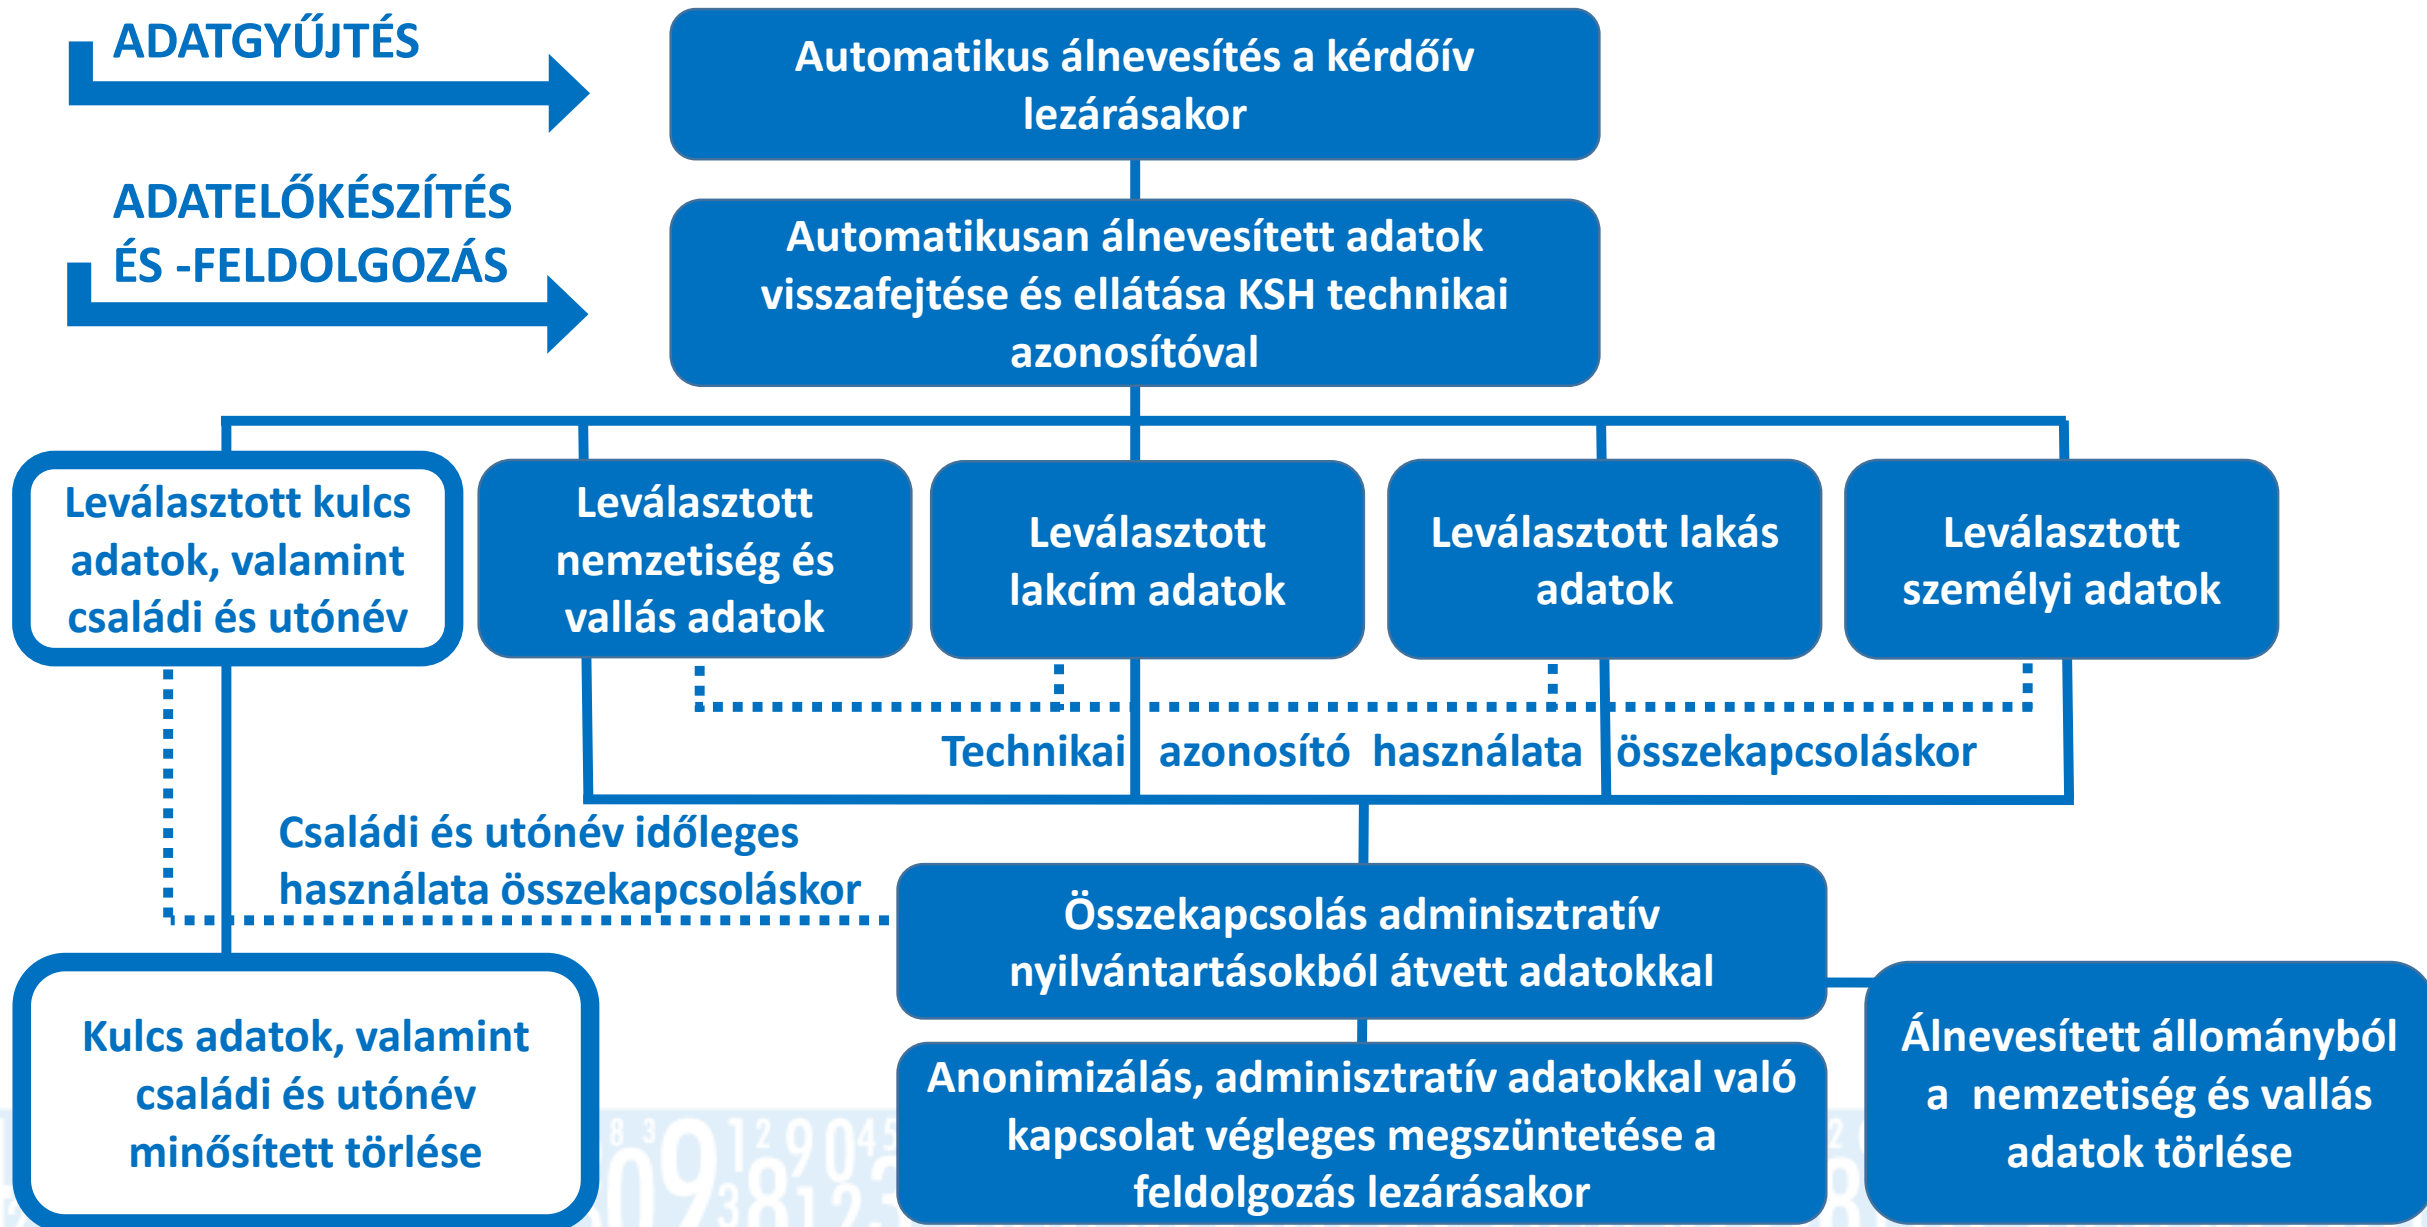 ADATGYŰJTÉS
Automatikus álnevesítés a kérdőív
lezárásakor
ADATELŐKÉSZÍTÉS
ÉS -FELDOLGOZÁS
Automatikusan álnevesített adatok
visszafejtése és ellátása KSH technikai
azonosítóval
Leválasztott kulcs
adatok, valamint
családi és utónév
Leválasztott
nemzetiség és
vallás adatok
Leválasztott
lakcím adatok
Leválasztott lakás
adatok
Leválasztott
személyi adatok
Technikai azonosító használata összekapcsoláskor
Családi és utónév időleges
használata összekapcsoláskor
Összekapcsolás adminisztratív
nyilvántartásokból átvett adatokkal
Kulcs adatok, valamint
családi és utónév
minősített törlése
Anonimizálás, adminisztratív adatokkal való
kapcsolat végleges megszüntetése a
feldolgozás lezárásakor
Álnevesített állományból
a nemzetiség és vallás
adatok törlése